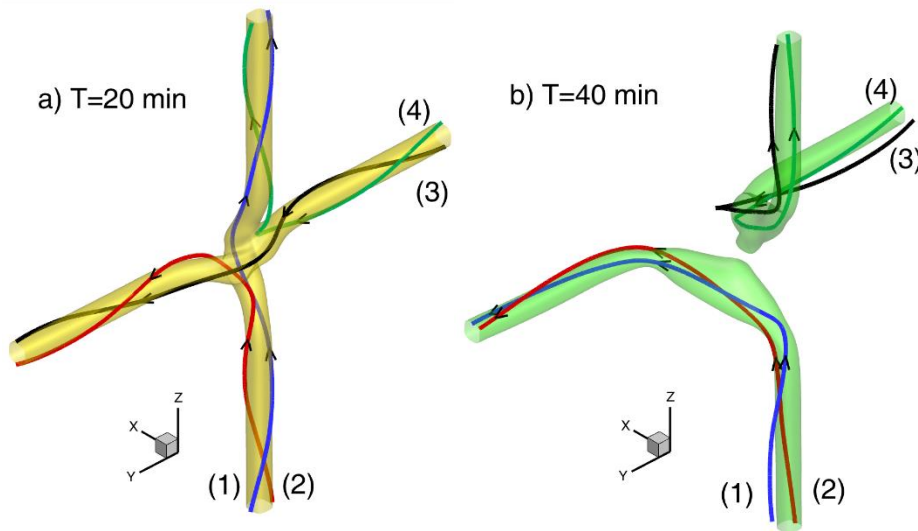 a) T=20 min
(4)
(3)
Z
X
Y
(1) (2)
b) T=40 min
(4)
(3)
Z
X
Y
(1) (2)